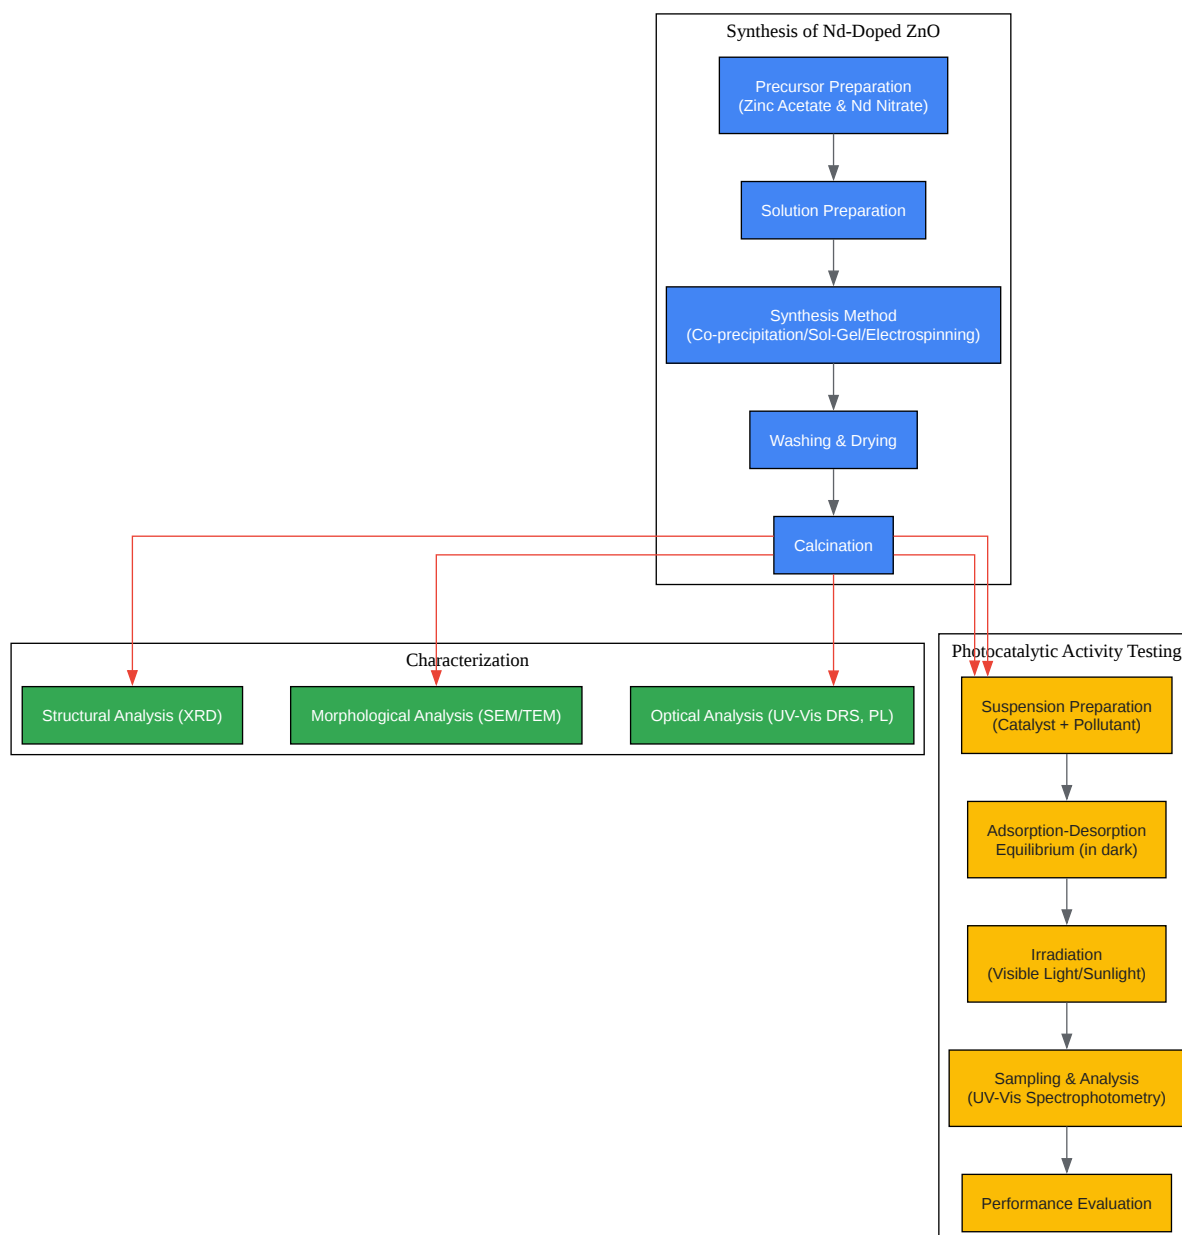 Synthesis of Nd-Doped ZnO
Precursor Preparation
(Zinc Acetate & Nd Nitrate)
Solution Preparation
Synthesis Method
(Co-precipitation/Sol-Gel/Electrospinning)
Washing & Drying
Calcination
Characterization
Structural Analysis (XRD)
Morphological Analysis (SEM/TEM)
Optical Analysis (UV-Vis DRS, PL)
Photocatalytic Activity Testing
Suspension Preparation
(Catalyst + Pollutant)
Adsorption-Desorption
Equilibrium (in dark)
Irradiation
(Visible Light/Sunlight)
Sampling & Analysis
(UV-Vis Spectrophotometry)
Performance Evaluation